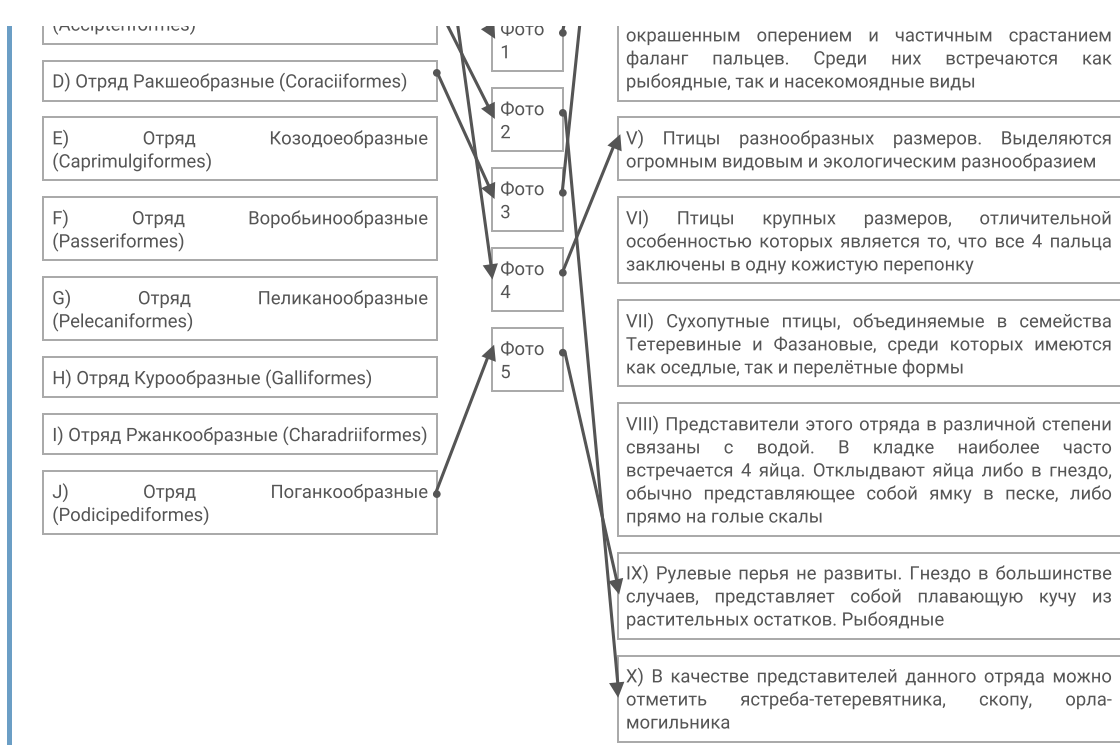 (Accipitriformes)
D) Отряд Ракшеобразные (Coraciiformes)
E) Отряд Козодоеобразные
(Caprimulgiformes)
F) Отряд Воробьинообразные
(Passeriformes)
G) Отряд Пеликанообразные
(Pelecaniformes)
H) Отряд Курообразные (Galliformes)
I) Отряд Ржанкообразные (Charadriiformes)
J) Отряд Поганкообразные
(Podicipediformes)
Фото
1
Фото
2
Фото
3
Фото
4
Фото
5
окрашенным оперением и частичным срастанием
фаланг пальцев. Среди них встречаются как
рыбоядные, так и насекомоядные виды
V) Птицы разнообразных размеров. Выделяются
огромным видовым и экологическим разнообразием
VI) Птицы крупных размеров, отличительной
особенностью которых является то, что все 4 пальца
заключены в одну кожистую перепонку
VII) Сухопутные птицы, объединяемые в семейства
Тетеревиные и Фазановые, среди которых имеются
как оседлые, так и перелётные формы
VIII) Представители этого отряда в различной степени
связаны с водой. В кладке наиболее часто
встречается 4 яйца. Отклыдвают яйца либо в гнездо,
обычно представляющее собой ямку в песке, либо
прямо на голые скалы
IX) Рулевые перья не развиты. Гнездо в большинстве
случаев, представляет собой плавающую кучу из
растительных остатков. Рыбоядные
X) В качестве представителей данного отряда можно
отметить ястреба-тетеревятника, скопу, орла-
могильника